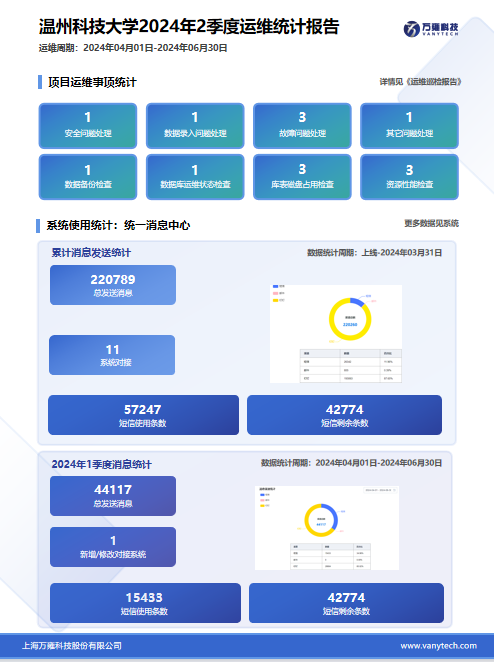 温州科技大学2024年2季度运维统计报告
万雍科技
VANYTECH
运维周期：2024年04月01日-2024年06月30日
项目运维事项统计
详情见《运维巡检报告》
1
安全问题处理
1
数据录入问题处理
3
故障问题处理
1
其它问题处理
1
数据备份检查
1
数据库运维状态检查
3
库表磁盘占用检查
3
资源性能检查
系统使用统计：统一消息中心
更多数据见系统
累计消息发送统计
数据统计周期：上线-2024年03月31日
220789
总发送消息
11
系统对接
57247
短信使用条数
42774
短信剩余条数
2024年1季度消息统计
数据统计周期：2024年04月01日-2024年06月30日
44117
总发送消息
1
新增/修改对接系统
15433
短信使用条数
42774
短信剩余条数
上海万雍科技股份有限公司
www.vanytech.com